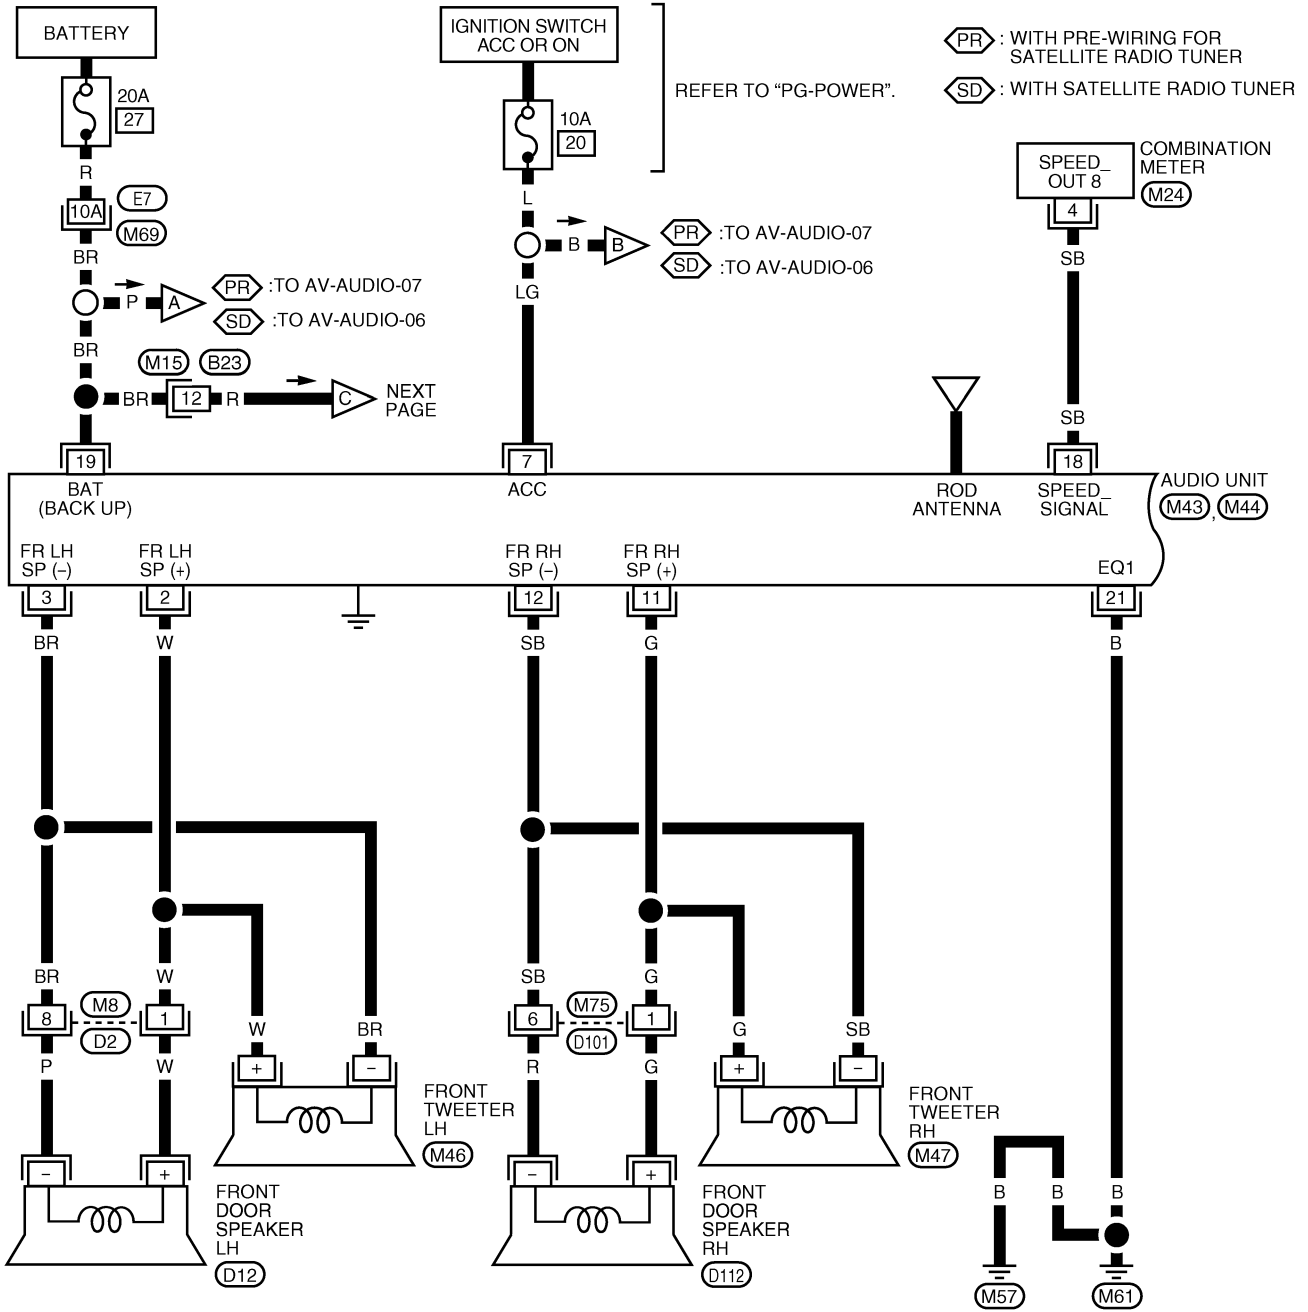 BATTERY
20A
27
R
10A
E7
M69
BR
P
A
PR :TO AV-AUDIO-07
SD :TO AV-AUDIO-06
BR
M15 B23
BR 12 R C
NEXT
PAGE
19
IGNITION SWITCH
ACC OR ON
10A
20
REFER TO “PG-POWER”.
L
B B
PR :TO AV-AUDIO-07
SD :TO AV-AUDIO-06
LG
7
PR : WITH PRE-WIRING FOR
SATELLITE RADIO TUNER
SD : WITH SATELLITE RADIO TUNER
SPEED_
OUT 8
COMBINATION
METER
M24
4
SB
SB
18
BAT
(BACK UP)
ACC
ROD
ANTENNA
SPEED_
SIGNAL
AUDIO UNIT
M43 , M44
FR LH
SP (–)
FR LH
SP (+)
FR RH
SP (–)
FR RH
SP (+)
EQ1
3 2 12 11 21
BR W SB G B
BR W SB G
8 M8 1
D2
6 M75 1
D101
W BR G SB
P W R G
+ –
FRONT
TWEETER
LH
M46
+ –
FRONT
TWEETER
RH
M47
– +
FRONT
DOOR
SPEAKER
LH
D12
– +
FRONT
DOOR
SPEAKER
RH
D112
B B B
M57 M61